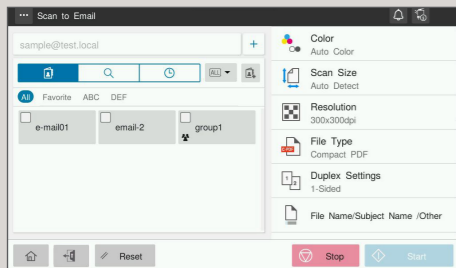 Scan to Email
sample@test.local
+
ALL
All Favorite ABC DEF
e-mail01
email-2
group1
Color
Auto Color
Scan Size
Auto Detect
Resolution
300x300dpi
File Type
Compact PDF
Duplex Settings
1-Sided
File Name/Subject Name /Other
Reset
Stop
Start